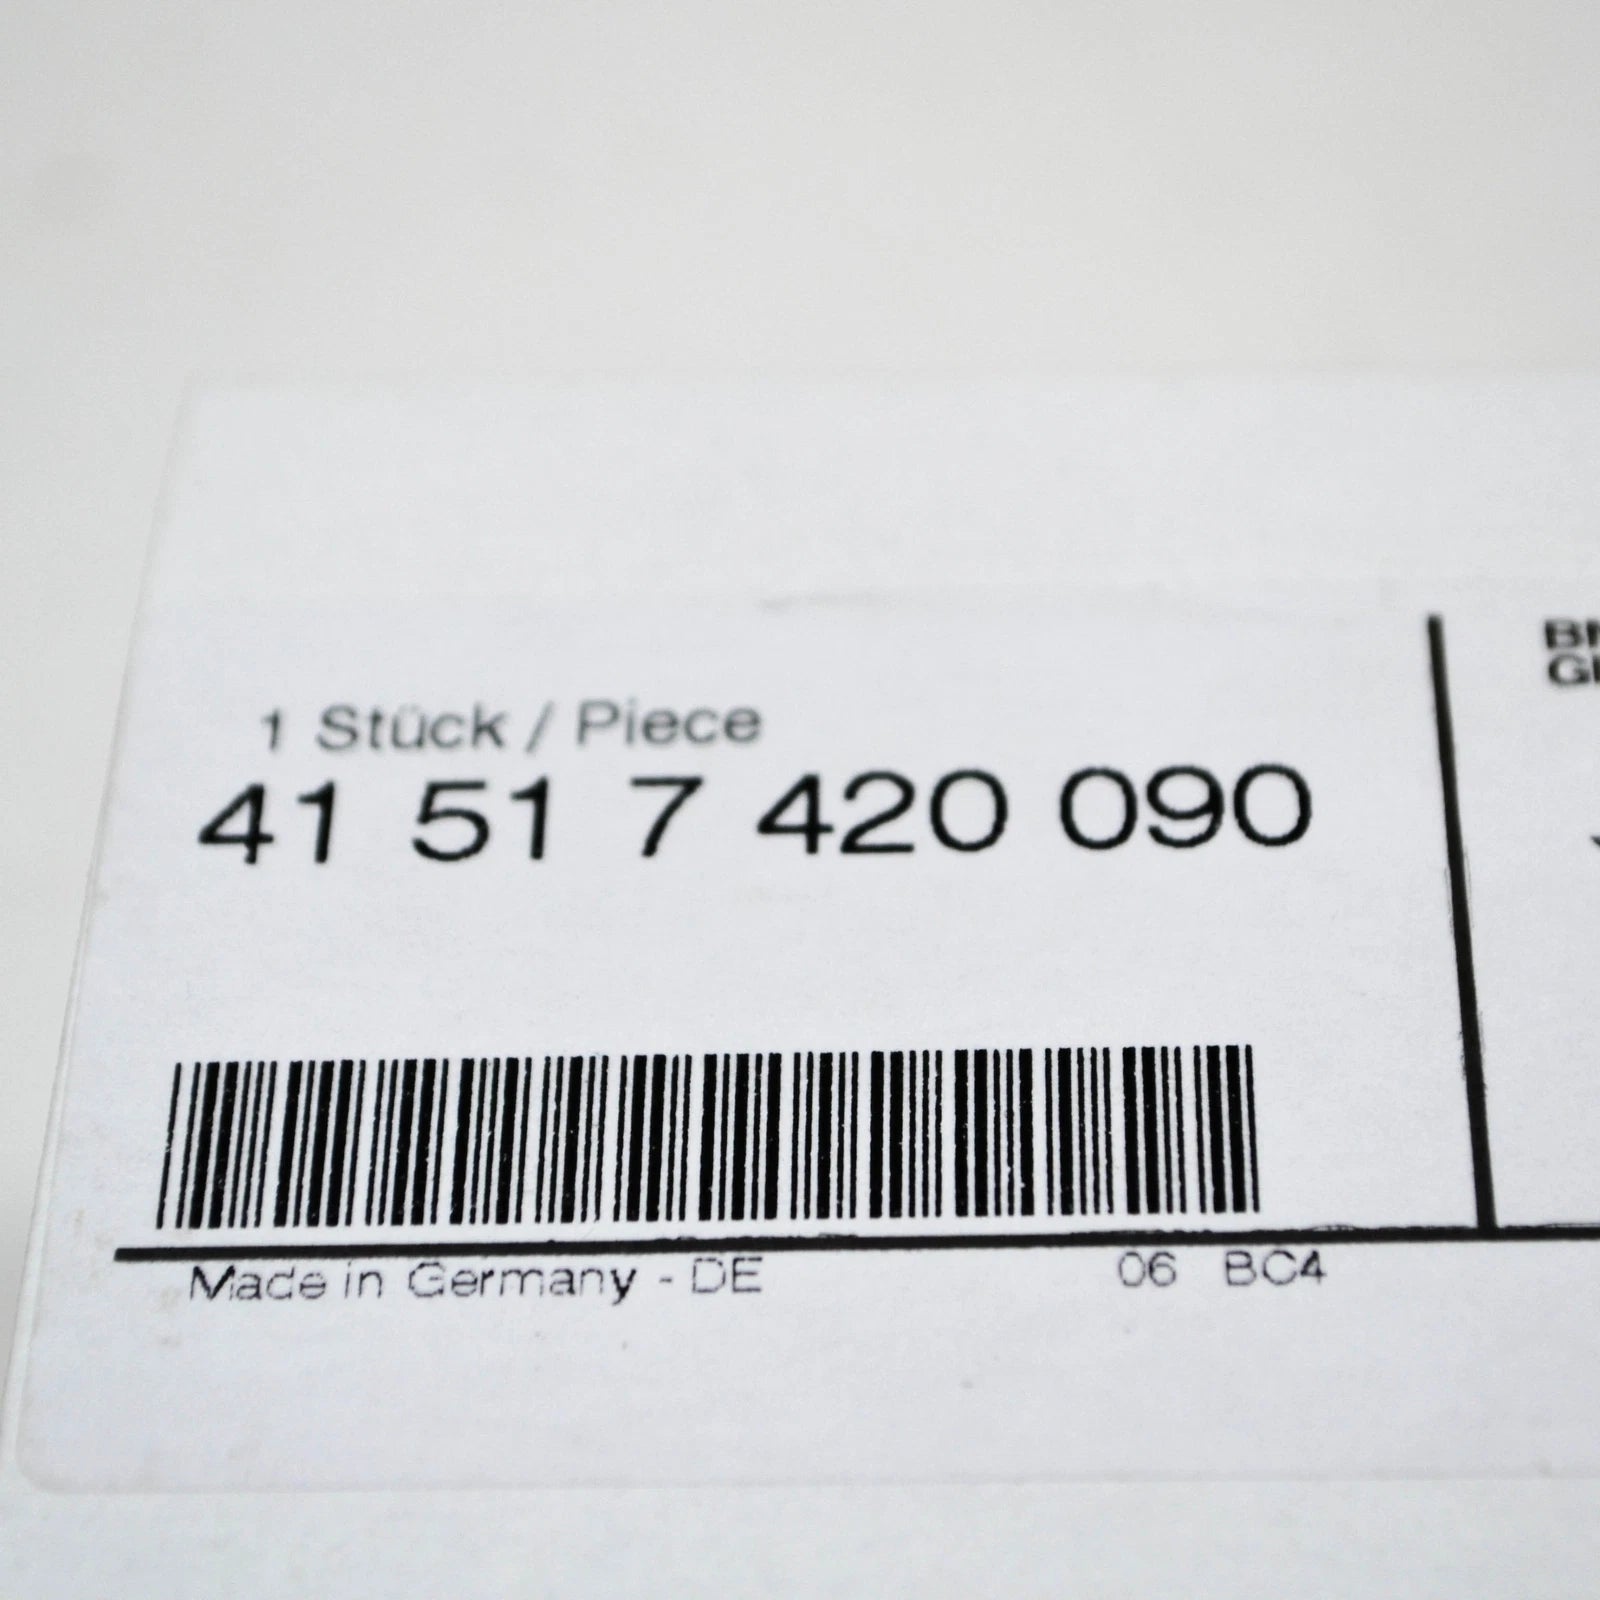 1 Stück / Piece
41 51 7 420 090
Made in Germany - DE
06 BC4